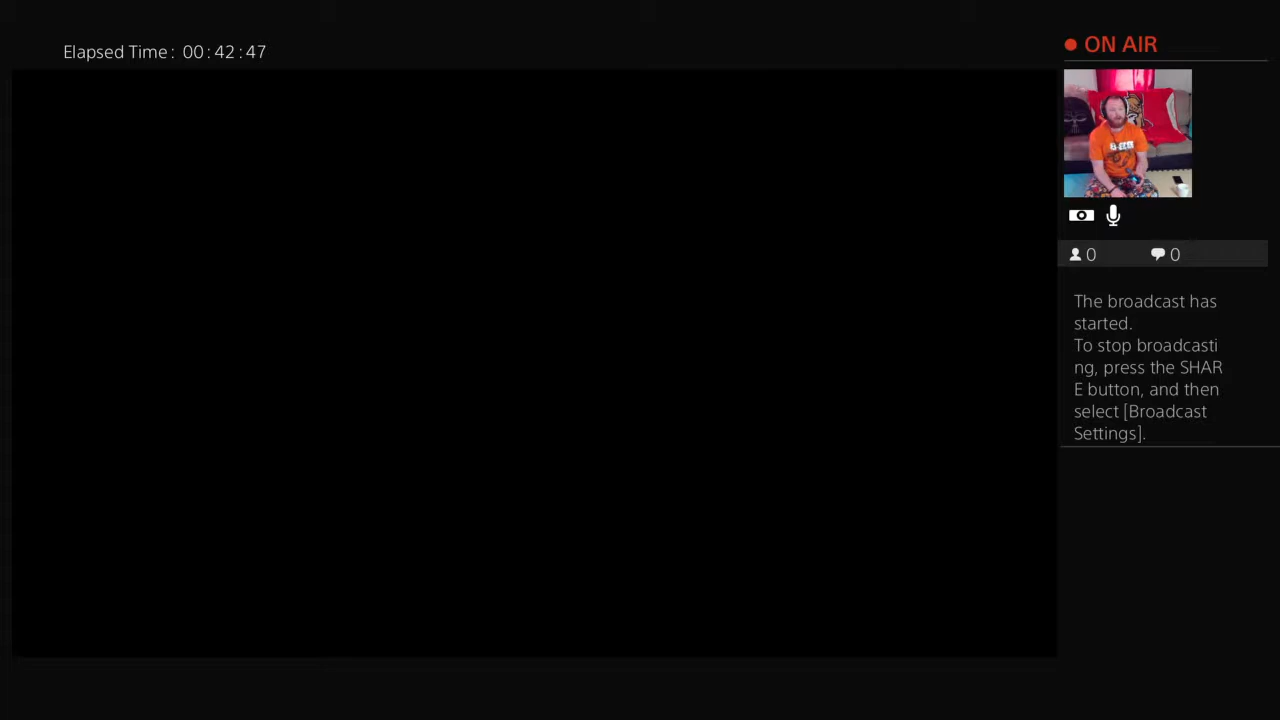 Elapsed Time: 00:42:47
ON AIR
0 0
The broadcast has
started.
To stop broadcasti
ng, press the SHAR
E button, and then
select [Broadcast
Settings].